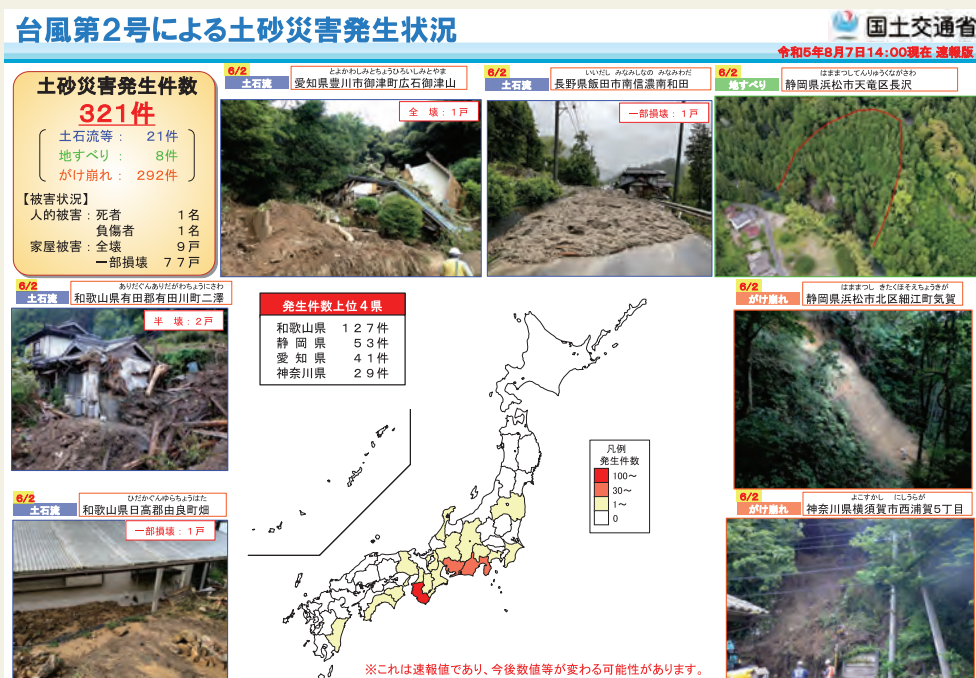 台風第2号による土砂災害発生状況
国土交通省
令和5年8月7日14:00現在 速報版
土砂災害発生件数
321件
土石流等： 21件
地すべり： 8件
がけ崩れ： 292件
【被害状況】
人的被害：死者 1名
負傷者 1名
家屋被害：全壊 9戸
一部損壊 77戸
6/2
土石流
とよかわしみとちょうひろいしみとやま
愛知県豊川市御津町広石御津山
全 壊：1戸
6/2
土石流
いいだし みなみしなの みなみわだ
長野県飯田市南信濃南和田
一部損壊：1戸
6/2
地すべり
はままつしてんりゅうくながさわ
静岡県浜松市天竜区長沢
6/2
土石流
ありだぐんありだがわちょうにさわ
和歌山県有田郡有田川町二澤
半 壊：2戸
発生件数上位4県
和歌山県 127件
静岡県 53件
愛知県 41件
神奈川県 29件
6/2
がけ崩れ
はままつし きたくほそえちょうきが
静岡県浜松市北区細江町気賀
凡例
発生件数
100～
30～
1～
0
6/2
土石流
ひだかぐんゆらちょうはた
和歌山県日高郡由良町畑
一部損壊：1戸
6/2
がけ崩れ
よこすかし にしうらが
神奈川県横須賀市西浦賀5丁目
※これは速報値であり、今後数値等が変わる可能性があります。